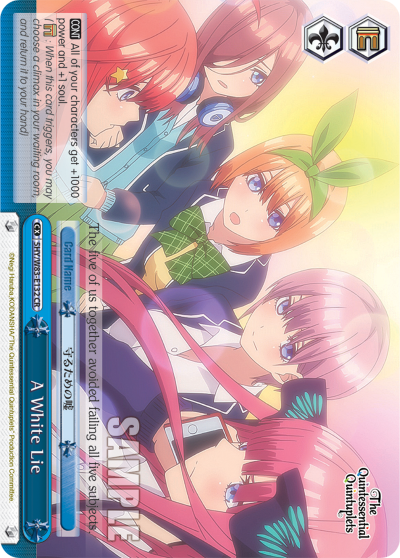 [CONT] All of your characters get +1000
power and +1 soul.
( : When this card triggers, you may
choose a climax in your waiting room,
and return it to your hand)
The five of us together avoided failing all five subjects.
SAMPLE
Card Name
守るための嘘
A White Lie
CX
©Negi Haruba, KODANSHA/"The Quintessential Quintuplets" Production Committee.
The
Quintessential
Quintuplets